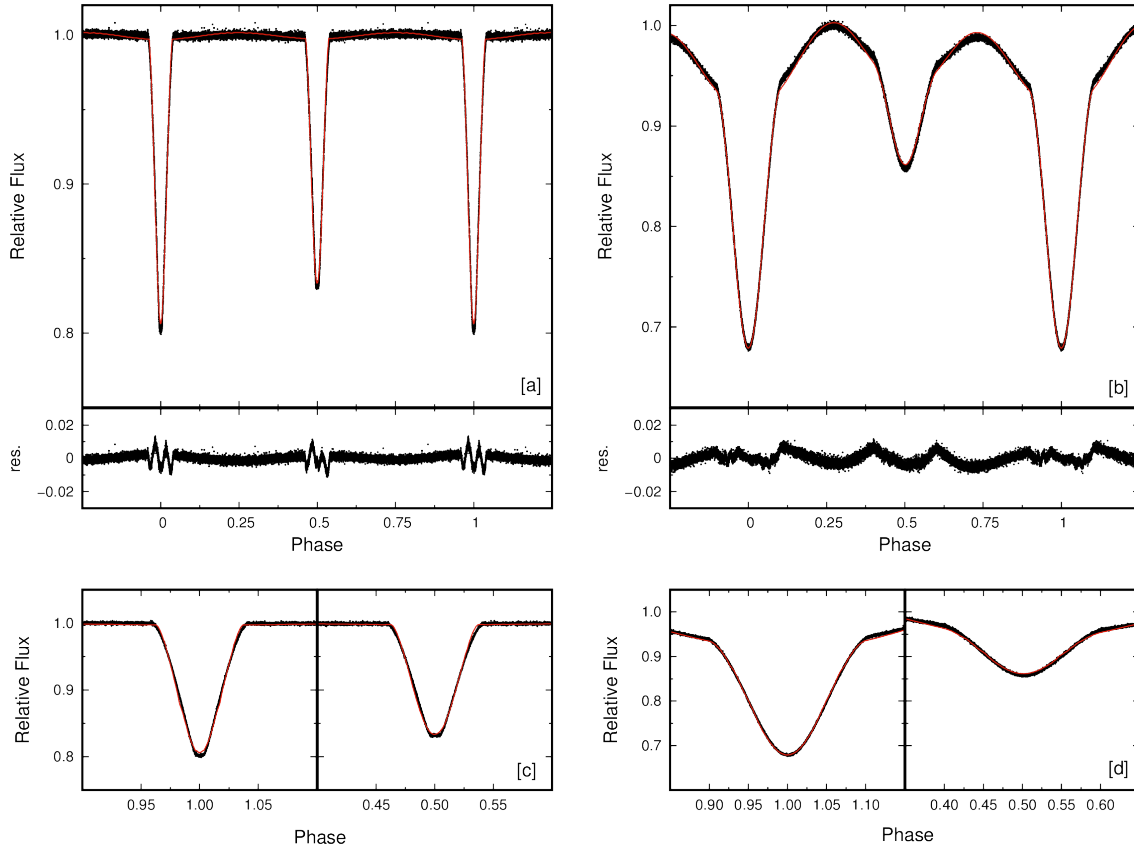 1.0
0.9
0.8
Relative Flux
[a]
0.02
0
−0.02
res.
0 0.25 0.5 0.75 1
Phase
1.0
0.9
0.8
0.7
Relative Flux
[b]
0.02
0
−0.02
res.
0 0.25 0.5 0.75 1
Phase
1.0
0.9
0.8
Relative Flux
[c]
0.95 1.00 1.05 0.45 0.50 0.55
Phase
1.0
0.9
0.8
0.7
Relative Flux
[d]
0.90 0.95 1.00 1.05 1.10 0.40 0.45 0.50 0.55 0.60
Phase